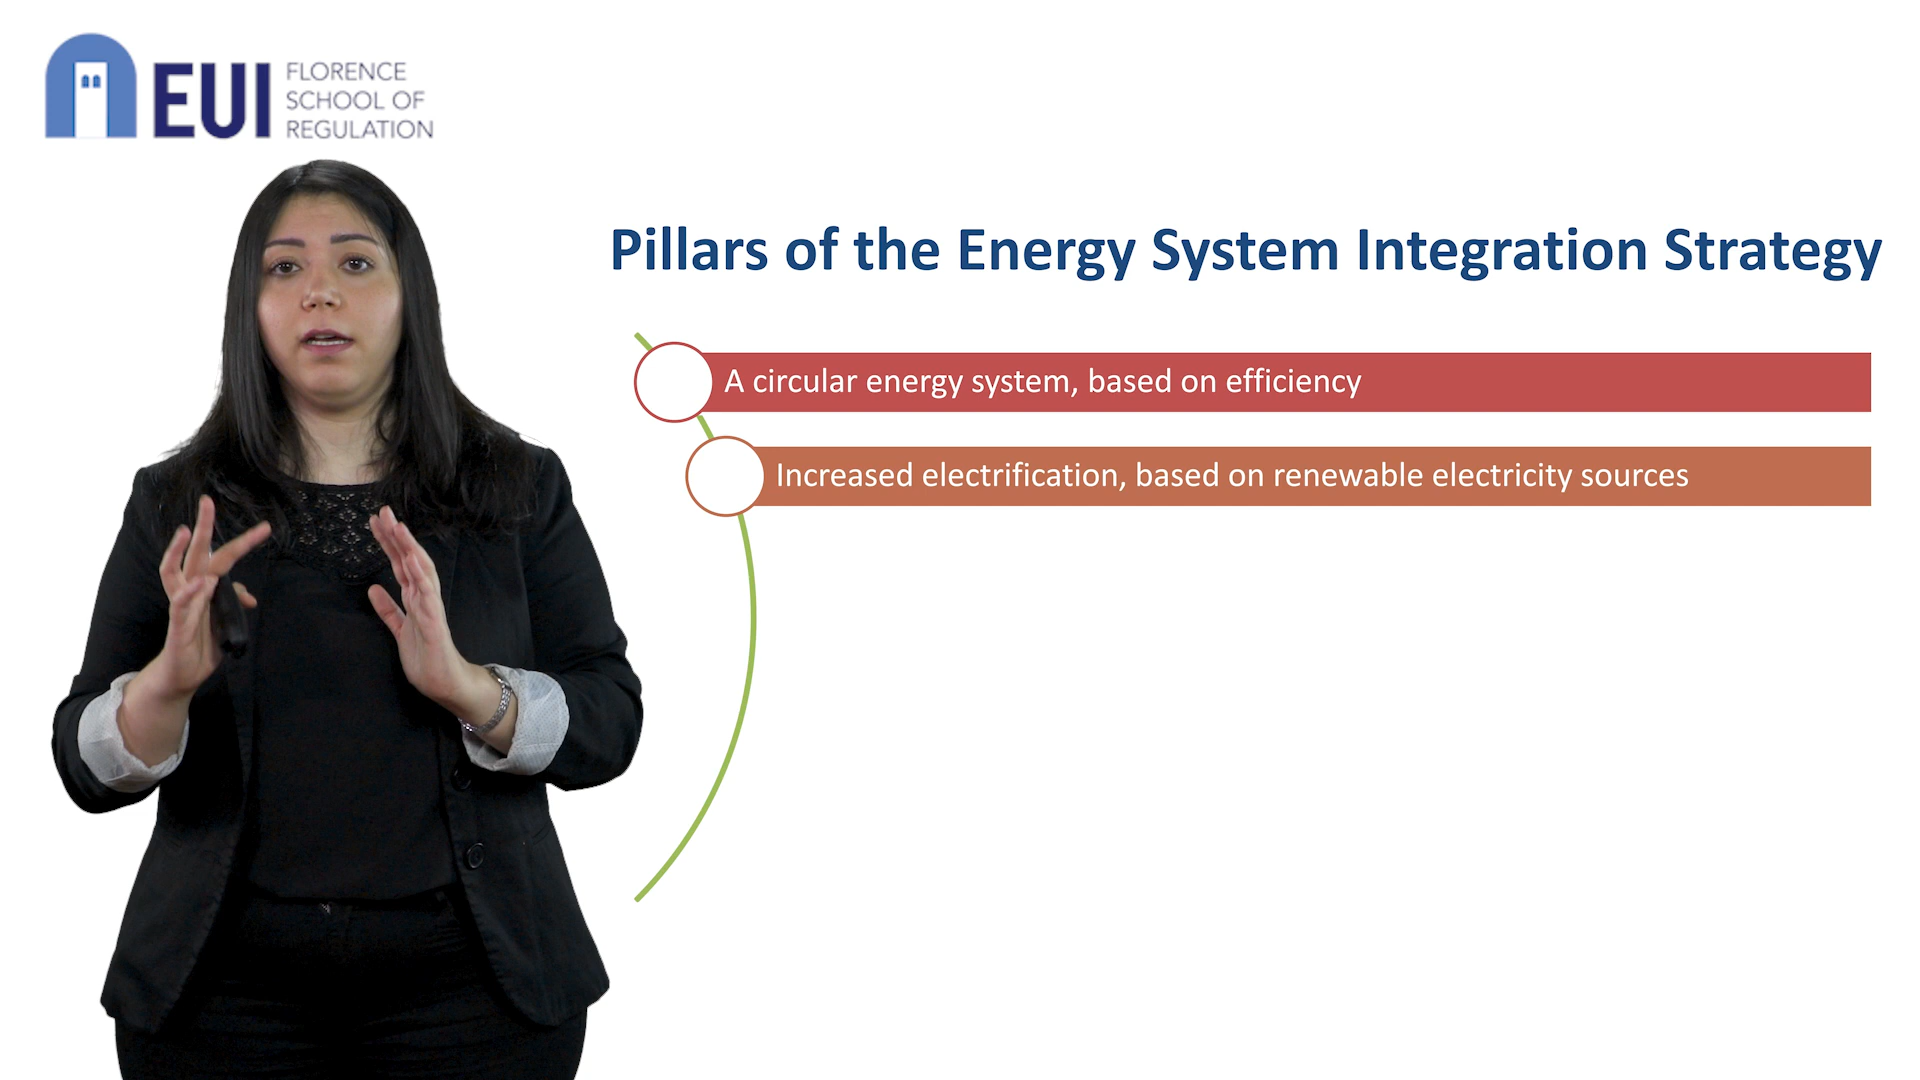 EUI
FLORENCE
SCHOOL OF
REGULATION
Pillars of the Energy System Integration Strategy
A circular energy system, based on efficiency
Increased electrification, based on renewable electricity sources